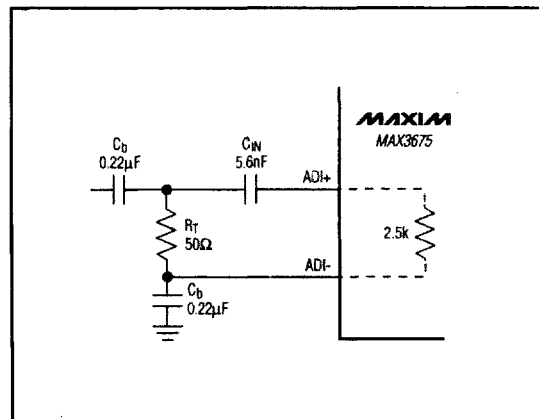 MAXIM
MAX3675
Cb
0.22µF
CIN
5.6nF
ADI+
RT
50Ω
2.5k
ADI-
Cb
0.22µF